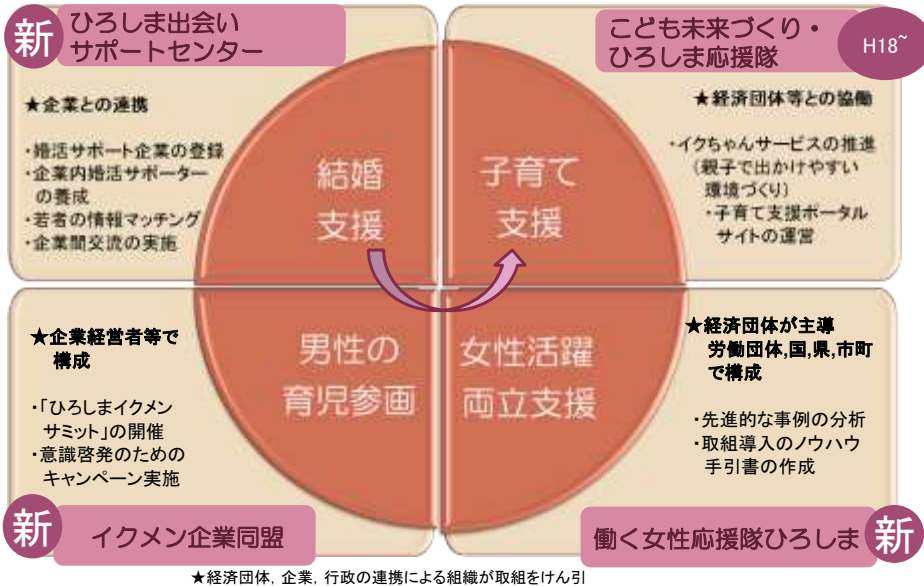 新
ひろしま出会い
サポートセンター
★企業との連携
・婚活サポート企業の登録
・企業内婚活サポーター
の養成
・若者の情報マッチング
・企業間交流の実施
結婚
支援
こども未来づくり・
ひろしま応援隊
H18~
★経済団体等との協働
・イクちゃんサービスの推進
(親子で出かけやすい
環境づくり)
・子育て支援ポータル
サイトの運営
子育て
支援
★企業経営者等で
構成
・「ひろしまイクメン
サミット」の開催
・意識啓発のための
キャンペーン実施
男性の
育児参画
新
イクメン企業同盟
女性活躍
両立支援
★経済団体が主導
労働団体,国,県,市町
で構成
・先進的な事例の分析
・取組導入のノウハウ
手引書の作成
働く女性応援隊ひろしま
新
★経済団体, 企業, 行政の連携による組織が取組をけん引